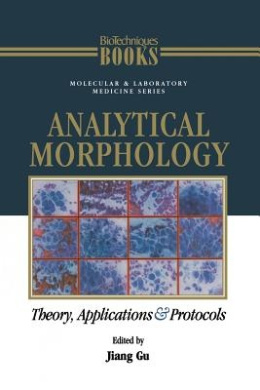 BioTechniques
BOOKS
MOLECULAR & LABORATORY
MEDICINE SERIES
ANALYTICAL
MORPHOLOGY
Theory, Applications & Protocols
Edited by
Jiang Gu